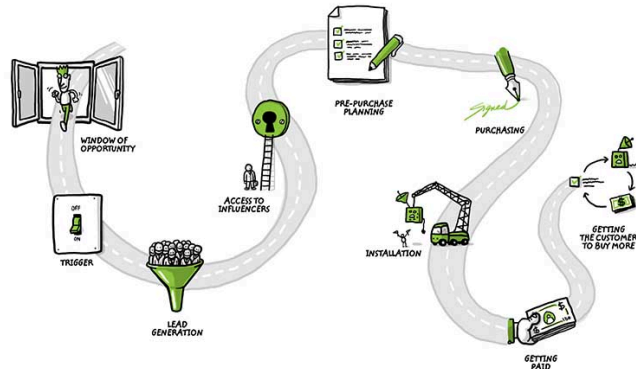 WINDOW OF
OPPORTUNITY
OFF
ON
TRIGGER
LEAD
GENERATION
ACCESS TO
INFLUENCERS
PRE-PURCHASE
PLANNING
Signed
PURCHASING
INSTALLATION
GETTING
PAID
GETTING
THE CUSTOMER
TO BUY MORE